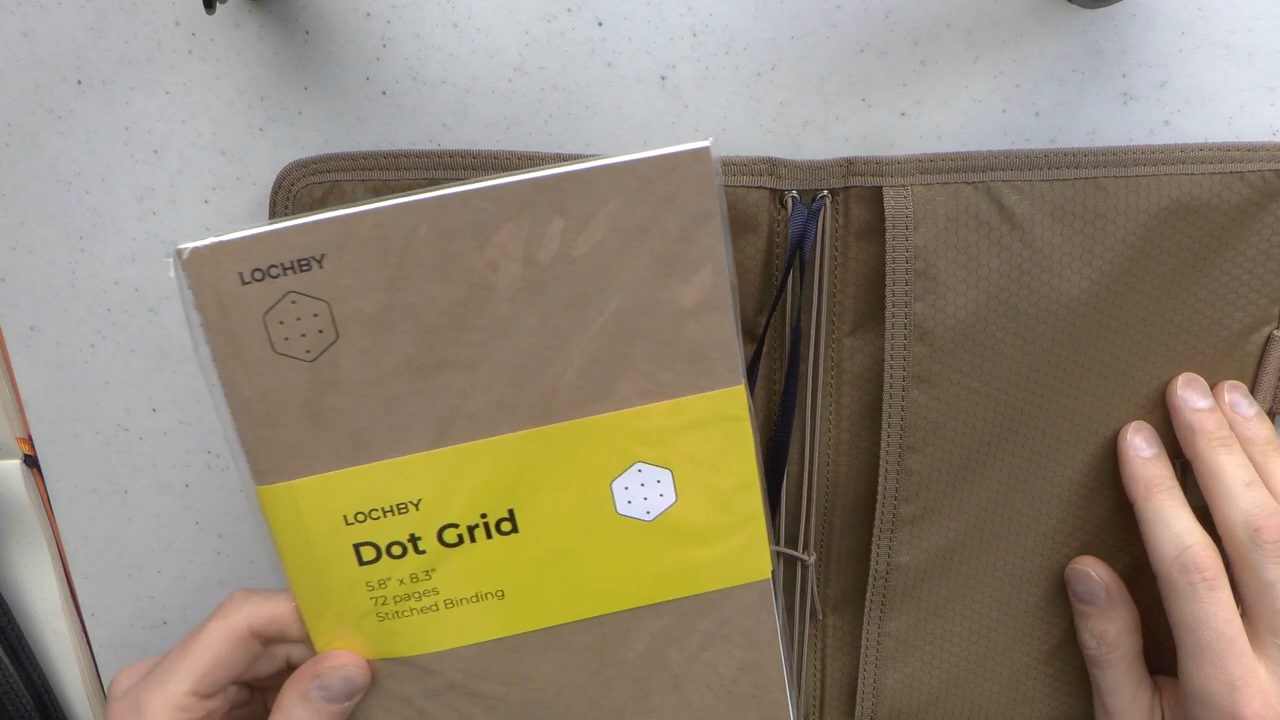 LOCHBY
LOCHBY
Dot Grid
5.8" x 8.3"
72 pages
Stitched Binding